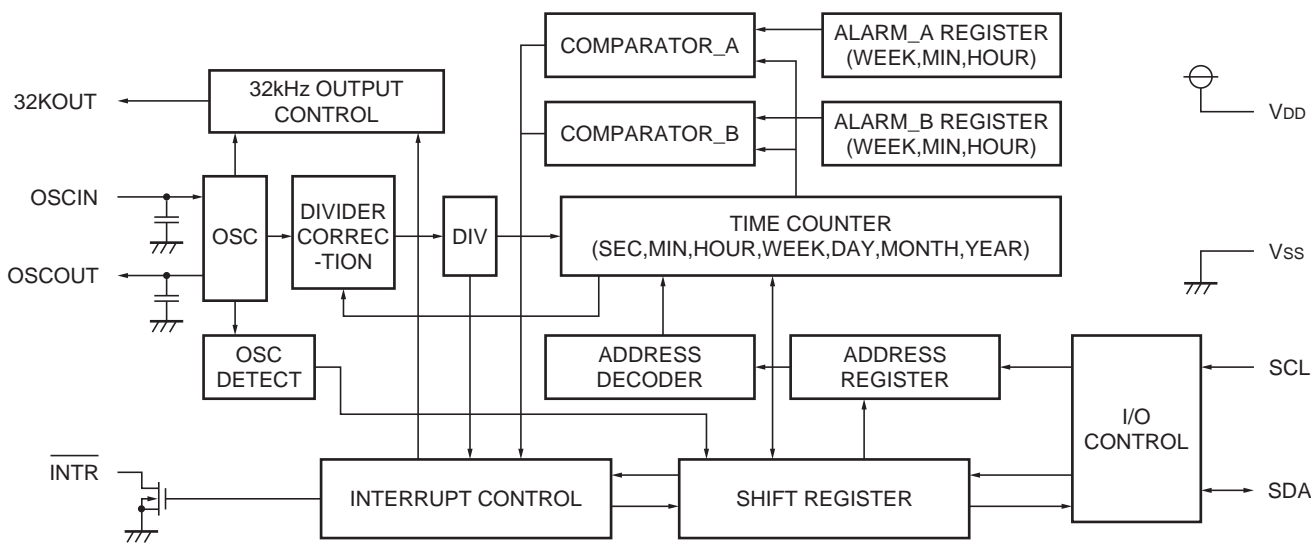 COMPARATOR_A
ALARM_A REGISTER
(WEEK,MIN,HOUR)
32KOUT
32kHz OUTPUT
CONTROL
VDD
COMPARATOR_B
ALARM_B REGISTER
(WEEK,MIN,HOUR)
OSCIN
OSC
DIVIDER
CORREC
-TION
DIV
TIME COUNTER
(SEC,MIN,HOUR,WEEK,DAY,MONTH,YEAR)
VSS
OSCOUT
OSC
DETECT
ADDRESS
DECODER
ADDRESS
REGISTER
I/O
CONTROL
SCL
INTR
INTERRUPT CONTROL
SHIFT REGISTER
SDA